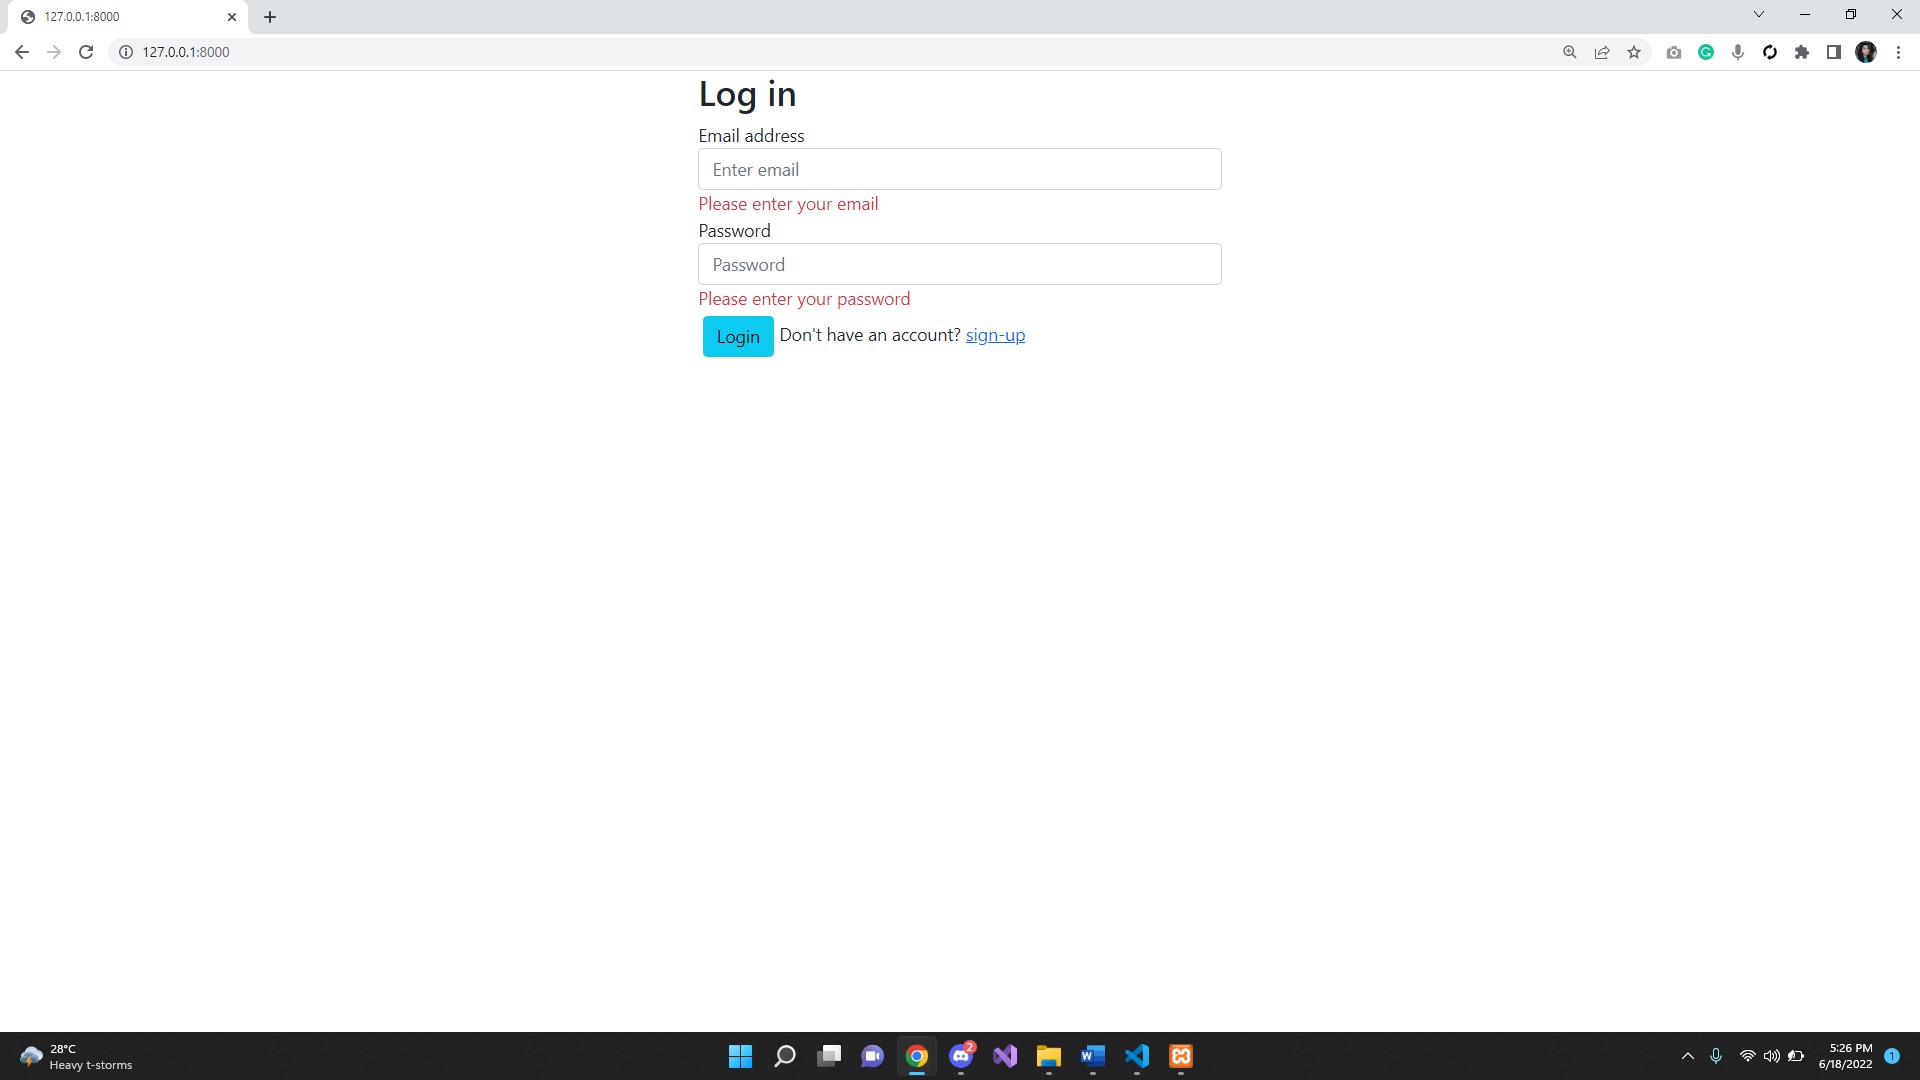 127.0.0.1:8000
127.0.0.1:8000
Log in
Email address
Enter email
Please enter your email
Password
Password
Please enter your password
Login Don't have an account? sign-up
28°C
Heavy t-storms
2
5:26 PM
6/18/2022
1